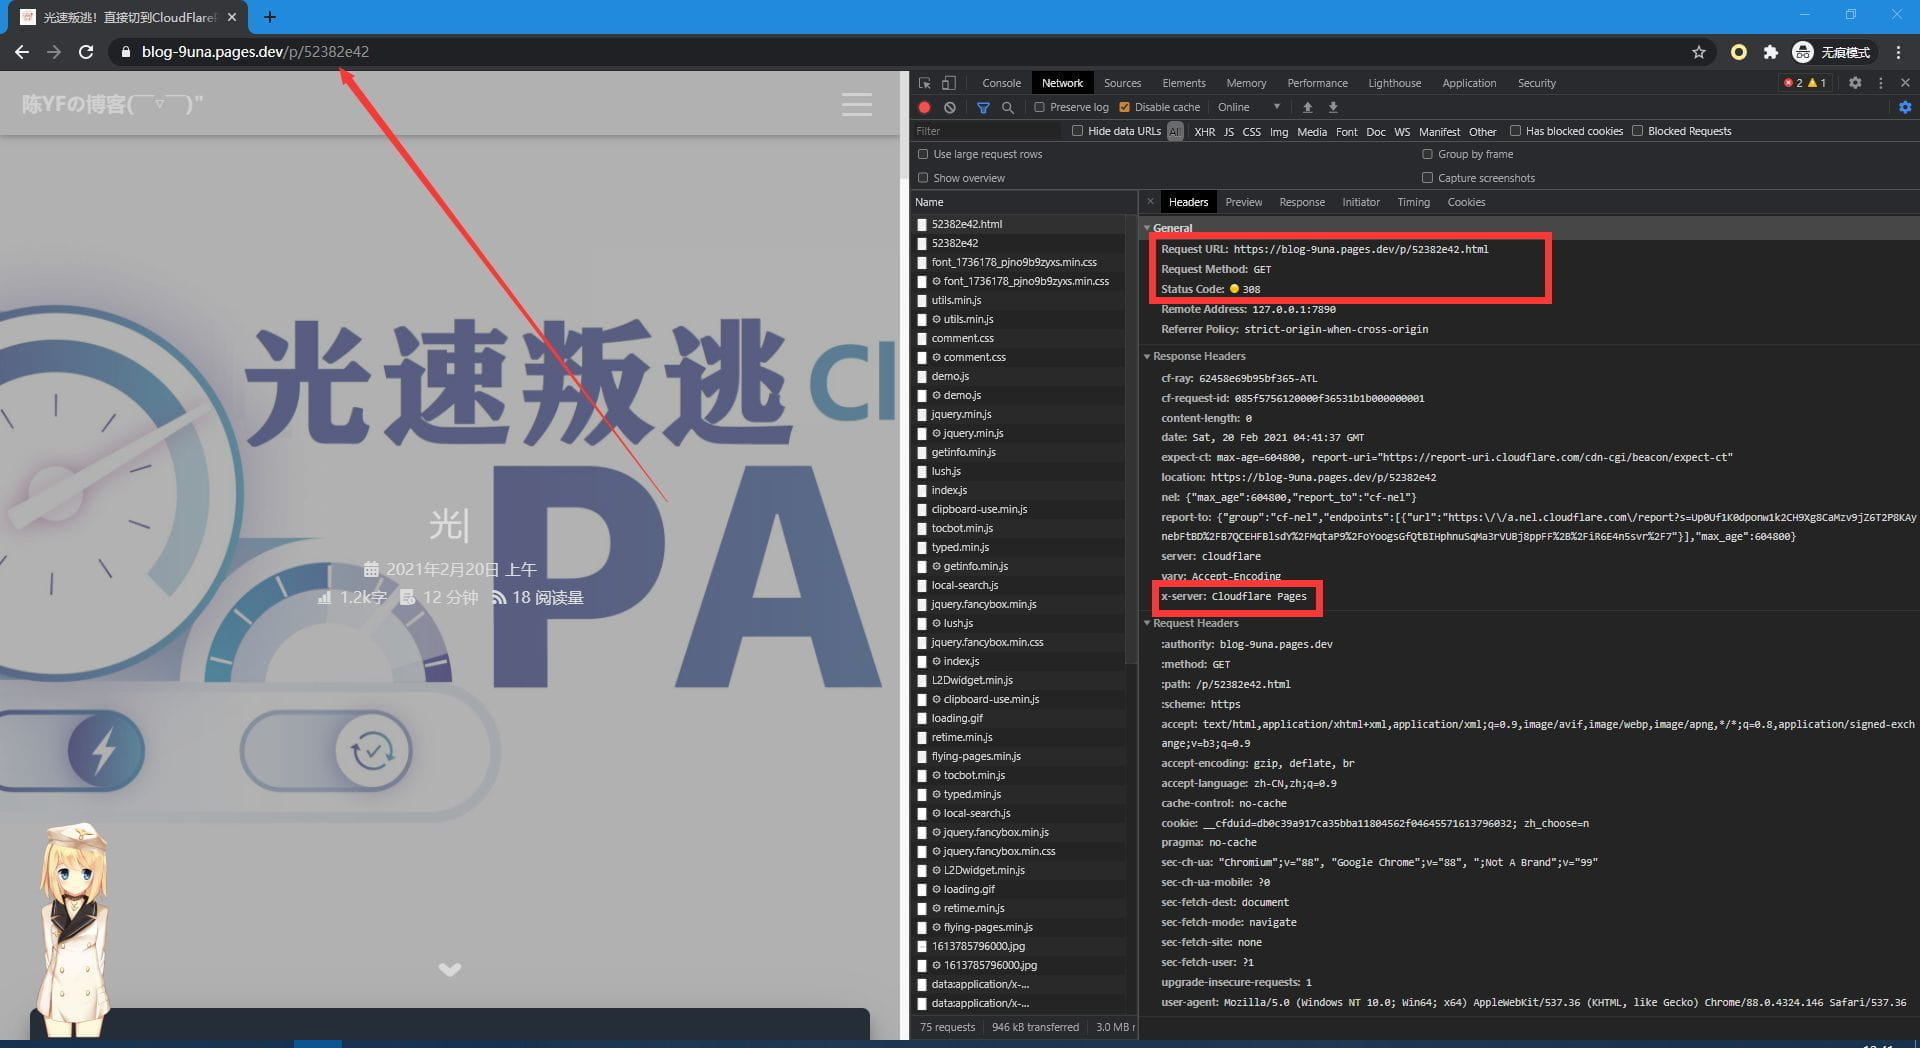 光速叛逃！直接切到CloudFlareP
blog-9una.pages.dev/p/52382e42
无痕模式
陈YFの博客(￣▽￣)"
光速叛逃Cl
PA
光
2021年2月20日 上午
1.2k字 12 分钟 18 阅读量
Console Network Sources Elements Memory Performance Lighthouse Application Security 2 1
Preserve log Disable cache Online
Filter Hide data URLs All XHR JS CSS Img Media Font Doc WS Manifest Other Has blocked cookies Blocked Requests
Use large request rows Group by frame
Show overview Capture screenshots
Name
52382e42.html
52382e42
font_1736178_pjno9b9zyxs.min.css
font_1736178_pjno9b9zyxs.min.css
utils.min.js
utils.min.js
comment.css
comment.css
demo.js
demo.js
jquery.min.js
jquery.min.js
getinfo.min.js
lush.js
index.js
clipboard-use.min.js
tocbot.min.js
typed.min.js
getinfo.min.js
local-search.js
jquery.fancybox.min.js
lush.js
jquery.fancybox.min.css
index.js
L2Dwidget.min.js
clipboard-use.min.js
loading.gif
retime.min.js
flying-pages.min.js
tocbot.min.js
typed.min.js
local-search.js
jquery.fancybox.min.js
jquery.fancybox.min.css
L2Dwidget.min.js
loading.gif
retime.min.js
flying-pages.min.js
1613785796000.jpg
1613785796000.jpg
data:application/x-...
data:application/x-...
75 requests 946 kB transferred 3.0 MB r
Headers Preview Response Initiator Timing Cookies
General
Request URL: https://blog-9una.pages.dev/p/52382e42.html
Request Method: GET
Status Code: 308
Remote Address: 127.0.0.1:7890
Referrer Policy: strict-origin-when-cross-origin
Response Headers
cf-ray: 62458e69b95bf365-ATL
cf-request-id: 085f5756120000f36531b1b000000001
content-length: 0
date: Sat, 20 Feb 2021 04:41:37 GMT
expect-ct: max-age=604800, report-uri="https://report-uri.cloudflare.com/cdn-cgi/beacon/expect-ct"
location: https://blog-9una.pages.dev/p/52382e42
nel: {"max_age":604800,"report_to":"cf-nel"}
report-to: {"group":"cf-nel","endpoints":[{"url":"https:\/\/a.nel.cloudflare.com\/report?s=Up0Uf1K0dponw1k2CH9Xg8CaMzv9jZ6T2P8KAy
nebFtBD%2FB7QCEHFBlsdY%2FMqtaP9%2FoYoogsGfQtBIHphnuSqMa3rVUBj8ppFF%2B%2FiR6E4n5svr%2F7"}],"max_age":604800}
server: cloudflare
vary: Accept-Encoding
x-server: Cloudflare Pages
Request Headers
:authority: blog-9una.pages.dev
:method: GET
:path: /p/52382e42.html
:scheme: https
accept: text/html,application/xhtml+xml,application/xml;q=0.9,image/avif,image/webp,image/apng,*/*;q=0.8,application/signed-exch
ange;v=b3;q=0.9
accept-encoding: gzip, deflate, br
accept-language: zh-CN,zh;q=0.9
cache-control: no-cache
cookie: __cfduid=db0c39a917ca35bba11804562f04645571613796032; zh_choose=n
pragma: no-cache
sec-ch-ua: "Chromium";v="88", "Google Chrome";v="88", ";Not A Brand";v="99"
sec-ch-ua-mobile: ?0
sec-fetch-dest: document
sec-fetch-mode: navigate
sec-fetch-site: none
sec-fetch-user: ?1
upgrade-insecure-requests: 1
user-agent: Mozilla/5.0 (Windows NT 10.0; Win64; x64) AppleWebKit/537.36 (KHTML, like Gecko) Chrome/88.0.4324.146 Safari/537.36